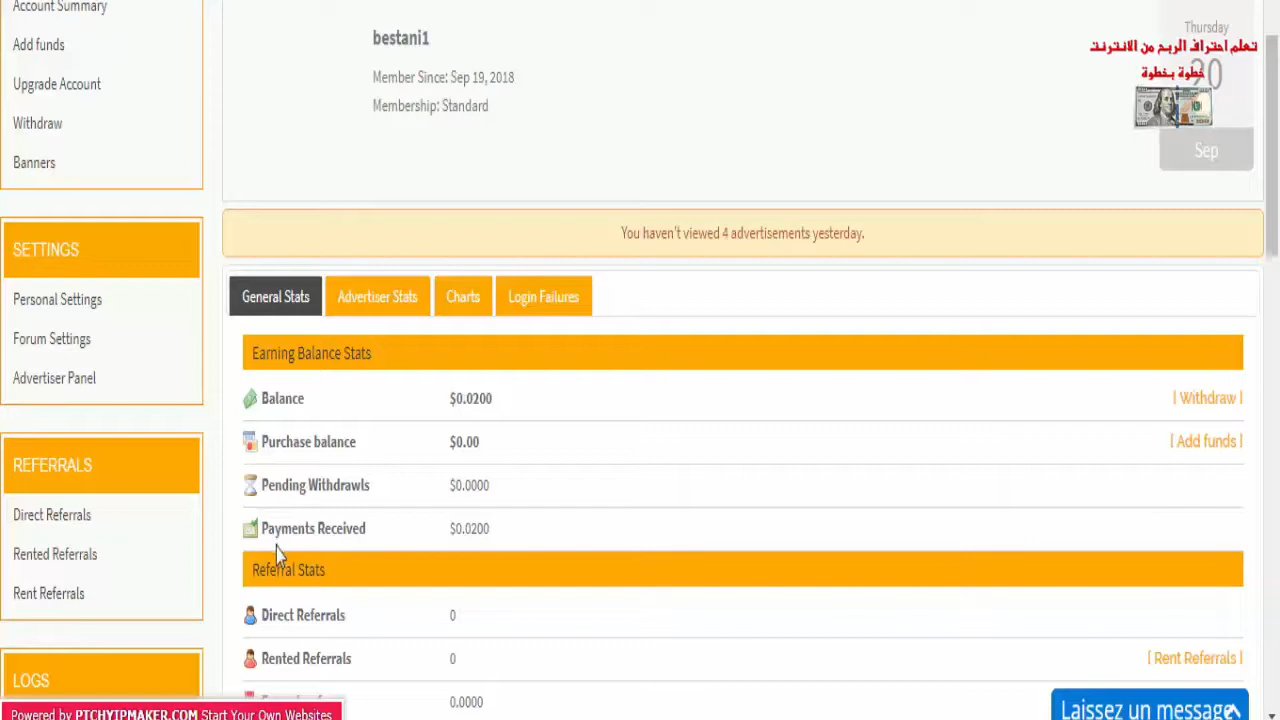 Account Summary
Add funds
Upgrade Account
Withdraw
Banners
SETTINGS
Personal Settings
Forum Settings
Advertiser Panel
REFERRALS
Direct Referrals
Rented Referrals
Rent Referrals
LOGS
Powered by PTCHYIPMAKER.COM Start Your Own Websites
bestani1
Member Since: Sep 19, 2018
Membership: Standard
Thursday
20
Sep
تعلم احتراف الربح من الانترنت
خطوة بخطوة
You haven't viewed 4 advertisements yesterday.
General Stats Advertiser Stats Charts Login Failures
Earning Balance Stats
Balance $0.0200 [ Withdraw ]
Purchase balance $0.00 [ Add funds ]
Pending Withdrawls $0.0000
Payments Received $0.0200
Referral Stats
Direct Referrals 0
Rented Referrals 0 [ Rent Referrals ]
0.0000
Laissez un message